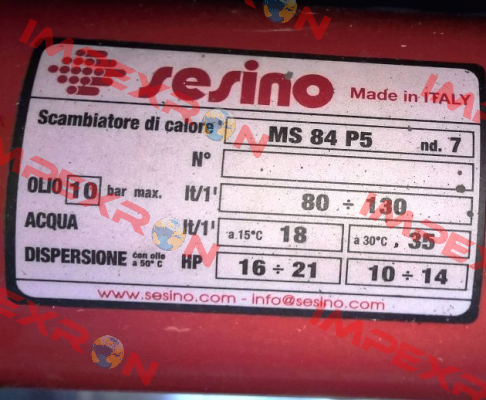 sesino Made in ITALY
Scambiatore di calore MS 84 P5 nd. 7
N°
OLIO 10 bar max. lt/1' 80 ÷ 130
ACQUA lt/1' a 15°C 18 a 30°C 35
DISPERSIONE con olio a 50° C HP 16 ÷ 21 10 ÷ 14
www.sesino.com - info@sesino.com
IMPEXRON